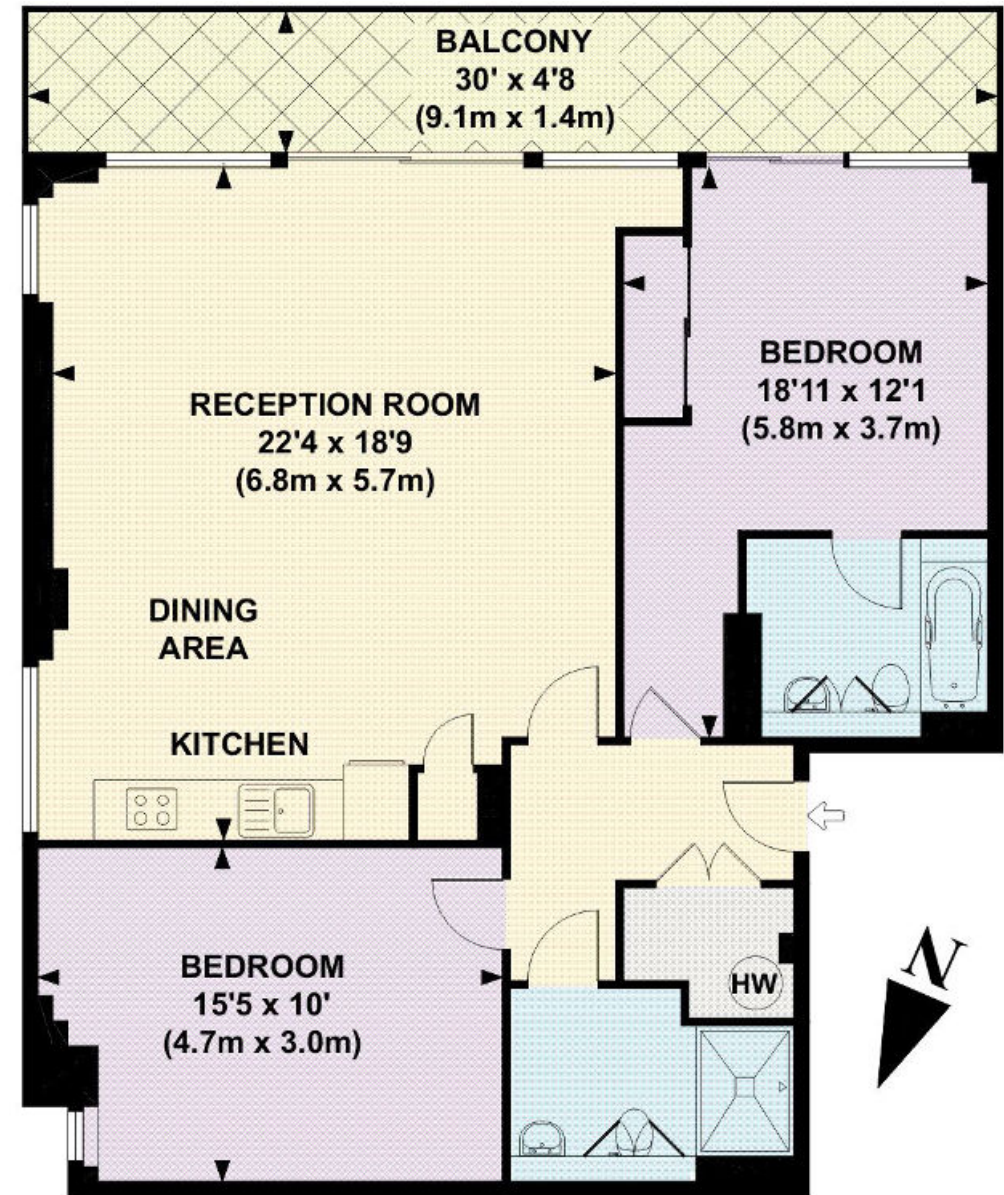 BALCONY
30' x 4'8
(9.1m x 1.4m)
RECEPTION ROOM
22'4 x 18'9
(6.8m x 5.7m)
BEDROOM
18'11 x 12'1
(5.8m x 3.7m)
DINING
AREA
KITCHEN
BEDROOM
15'5 x 10'
(4.7m x 3.0m)
HW
N